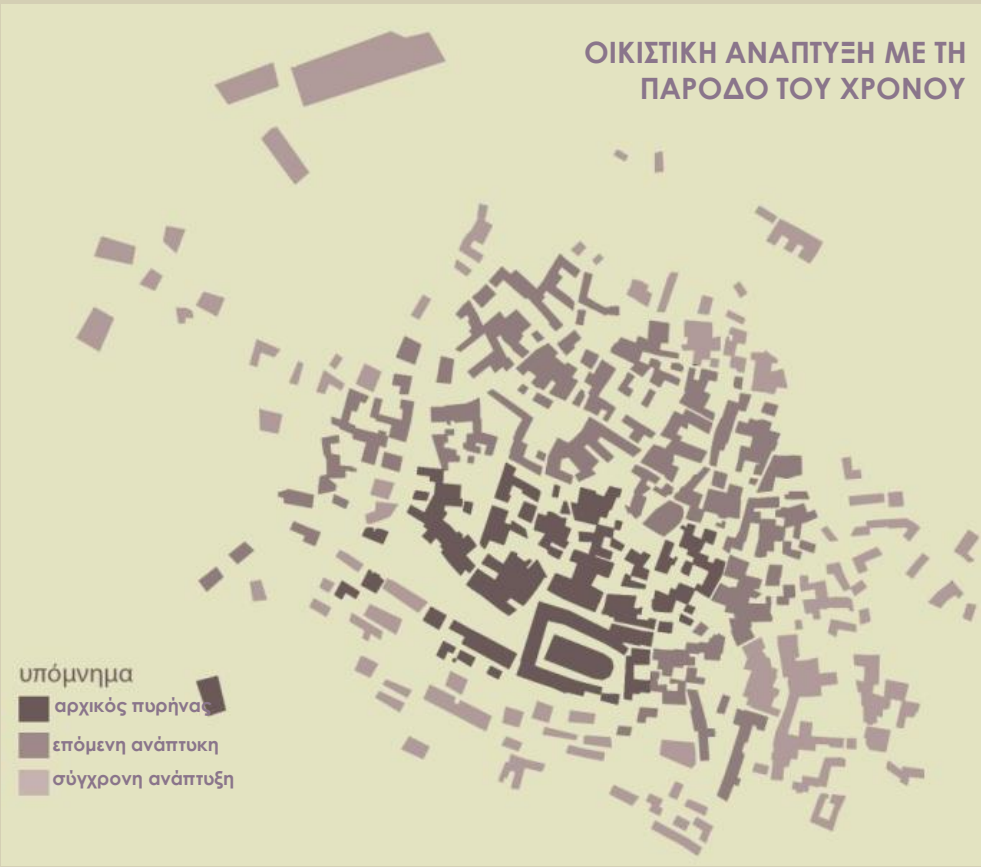 ΟΙΚΙΣΤΙΚΗ ΑΝΑΠΤΥΞΗ ΜΕ ΤΗ
ΠΑΡΟΔΟ ΤΟΥ ΧΡΟΝΟΥ
υπόμνημα
αρχικός πυρήνας
επόμενη ανάπτυκη
σύγχρονη ανάπτυξη